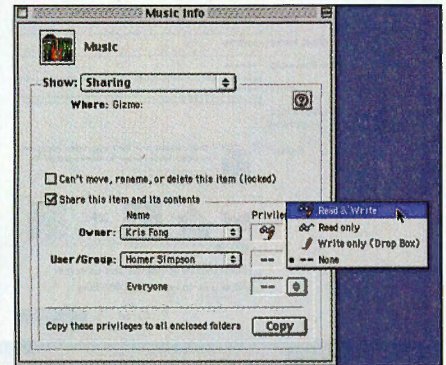 Music Info
Music
Show: Sharing
Where: Gizmo:
Can't move, rename, or delete this item (locked)
Share this item and its contents
Name Privile
Owner: Kris Fong
User/Group: Homer Simpson
Everyone
Read & Write
Read only
Write only (Drop Box)
None
Copy these privileges to all enclosed folders Copy